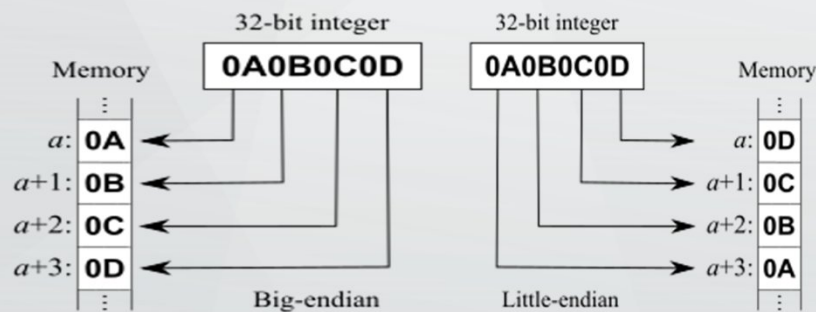 32-bit integer
0A0B0C0D
Memory
⋮
a: 0A
a+1: 0B
a+2: 0C
a+3: 0D
⋮
Big-endian
32-bit integer
0A0B0C0D
Memory
⋮
a: 0D
a+1: 0C
a+2: 0B
a+3: 0A
⋮
Little-endian